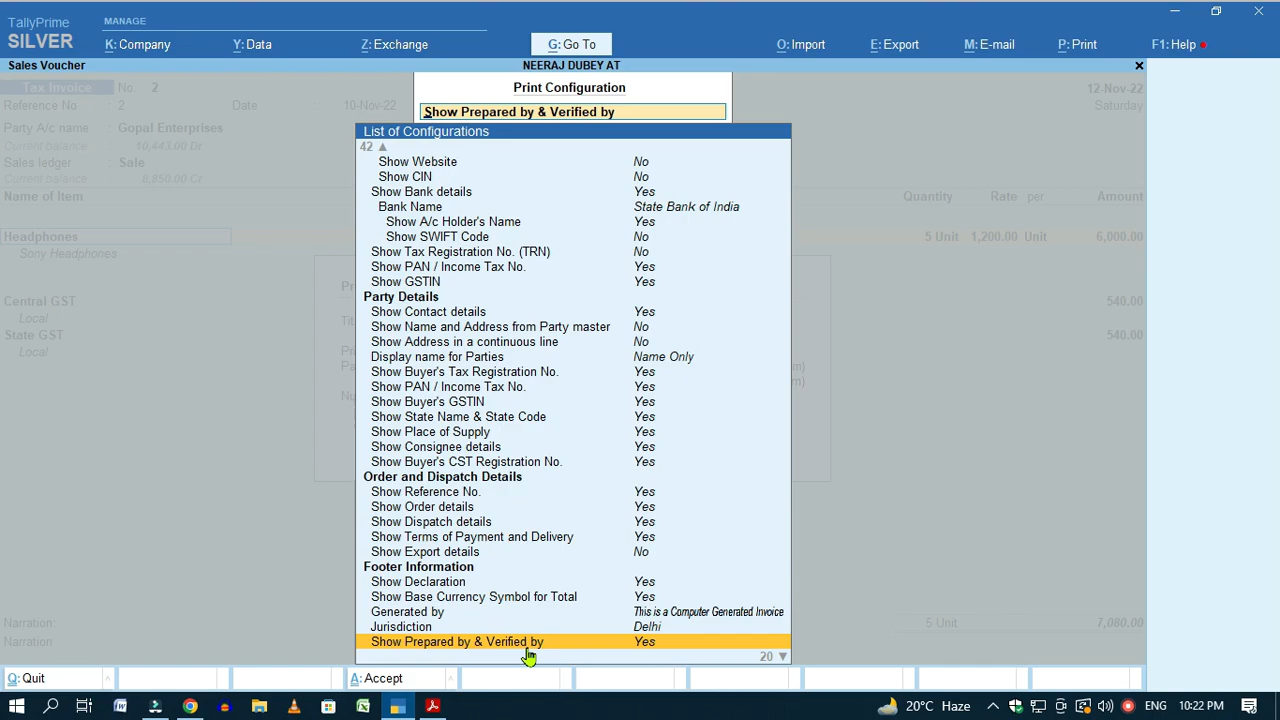 TallyPrime
MANAGE
SILVER
K: Company
Y: Data
Z: Exchange
G: Go To
O: Import
E: Export
M: E-mail
P: Print
F1: Help
Sales Voucher
NEERAJ DUBEY AT
×
Tax Invoice No. 2
Print Configuration
12-Nov-22
Reference No. : 2 Date : 10-Nov-22
Saturday
Show Prepared by & Verified by
Party A/c name : Gopal Enterprises
Current balance : 10,443.00 Dr
Sales ledger : Sale
Current balance : 8,850.00 Cr
Name of Item
Quantity Rate per Amount
Headphones
5 Unit 1,200.00 Unit 6,000.00
Sony Headphones
Central GST
540.00
Local
State GST
540.00
Local
List of Configurations
42 ▲
Show Website No
Show CIN No
Show Bank details Yes
Bank Name State Bank of India
Show A/c Holder's Name Yes
Show SWIFT Code No
Show Tax Registration No. (TRN) No
Show PAN / Income Tax No. Yes
Show GSTIN Yes
Party Details
Show Contact details Yes
Show Name and Address from Party master No
Show Address in a continuous line No
Display name for Parties Name Only
Show Buyer's Tax Registration No. Yes
Show PAN / Income Tax No. Yes
Show Buyer's GSTIN Yes
Show State Name & State Code Yes
Show Place of Supply Yes
Show Consignee details Yes
Show Buyer's CST Registration No. Yes
Order and Dispatch Details
Show Reference No. Yes
Show Order details Yes
Show Dispatch details Yes
Show Terms of Payment and Delivery Yes
Show Export details No
Footer Information
Show Declaration Yes
Show Base Currency Symbol for Total Yes
Generated by This is a Computer Generated Invoice
Jurisdiction Delhi
Show Prepared by & Verified by Yes
20 ▼
Narration:
5 Unit 7,080.00
Narration
Q: Quit
A: Accept
20°C Haze
ENG
10:22 PM